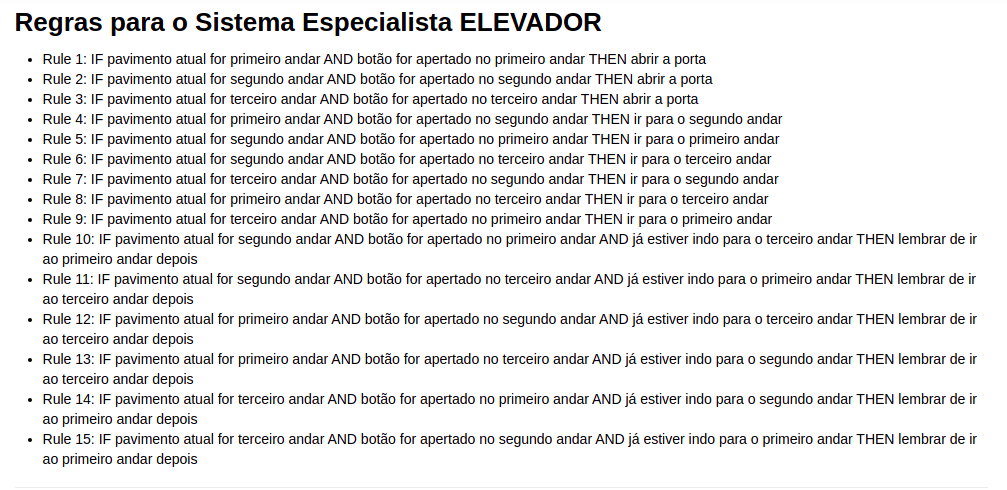 Regras para o Sistema Especialista ELEVADOR
• Rule 1: IF pavimento atual for primeiro andar AND botão for apertado no primeiro andar THEN abrir a porta
• Rule 2: IF pavimento atual for segundo andar AND botão for apertado no segundo andar THEN abrir a porta
• Rule 3: IF pavimento atual for terceiro andar AND botão for apertado no terceiro andar THEN abrir a porta
• Rule 4: IF pavimento atual for primeiro andar AND botão for apertado no segundo andar THEN ir para o segundo andar
• Rule 5: IF pavimento atual for segundo andar AND botão for apertado no primeiro andar THEN ir para o primeiro andar
• Rule 6: IF pavimento atual for segundo andar AND botão for apertado no terceiro andar THEN ir para o terceiro andar
• Rule 7: IF pavimento atual for terceiro andar AND botão for apertado no segundo andar THEN ir para o segundo andar
• Rule 8: IF pavimento atual for primeiro andar AND botão for apertado no terceiro andar THEN ir para o terceiro andar
• Rule 9: IF pavimento atual for terceiro andar AND botão for apertado no primeiro andar THEN ir para o primeiro andar
• Rule 10: IF pavimento atual for segundo andar AND botão for apertado no primeiro andar AND já estiver indo para o terceiro andar THEN lembrar de ir
ao primeiro andar depois
• Rule 11: IF pavimento atual for segundo andar AND botão for apertado no terceiro andar AND já estiver indo para o primeiro andar THEN lembrar de ir
ao terceiro andar depois
• Rule 12: IF pavimento atual for primeiro andar AND botão for apertado no segundo andar AND já estiver indo para o terceiro andar THEN lembrar de ir
ao terceiro andar depois
• Rule 13: IF pavimento atual for primeiro andar AND botão for apertado no terceiro andar AND já estiver indo para o segundo andar THEN lembrar de ir
ao terceiro andar depois
• Rule 14: IF pavimento atual for terceiro andar AND botão for apertado no primeiro andar AND já estiver indo para o segundo andar THEN lembrar de ir
ao primeiro andar depois
• Rule 15: IF pavimento atual for terceiro andar AND botão for apertado no segundo andar AND já estiver indo para o primeiro andar THEN lembrar de ir
ao primeiro andar depois